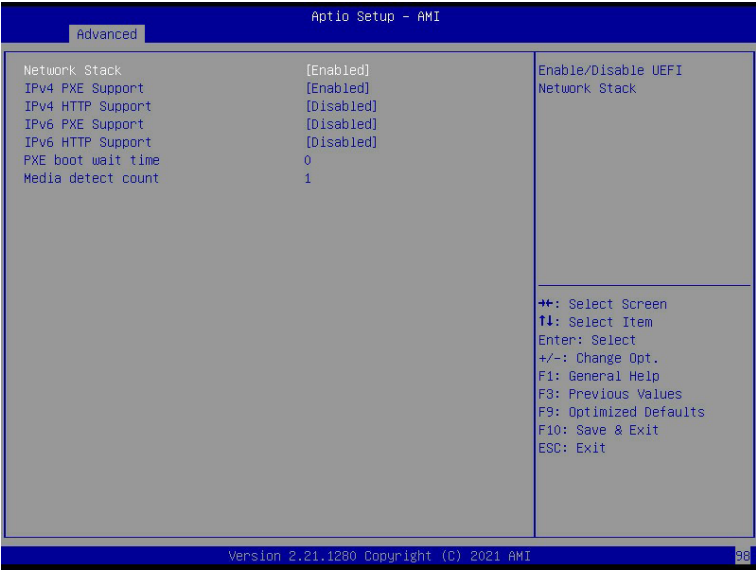 Aptio Setup - AMI
Advanced
Network Stack [Enabled]
IPv4 PXE Support [Enabled]
IPv4 HTTP Support [Disabled]
IPv6 PXE Support [Disabled]
IPv6 HTTP Support [Disabled]
PXE boot wait time 0
Media detect count 1
Enable/Disable UEFI
Network Stack
→←: Select Screen
↑↓: Select Item
Enter: Select
+/-: Change Opt.
F1: General Help
F3: Previous Values
F9: Optimized Defaults
F10: Save & Exit
ESC: Exit
Version 2.21.1280 Copyright (C) 2021 AMI
98